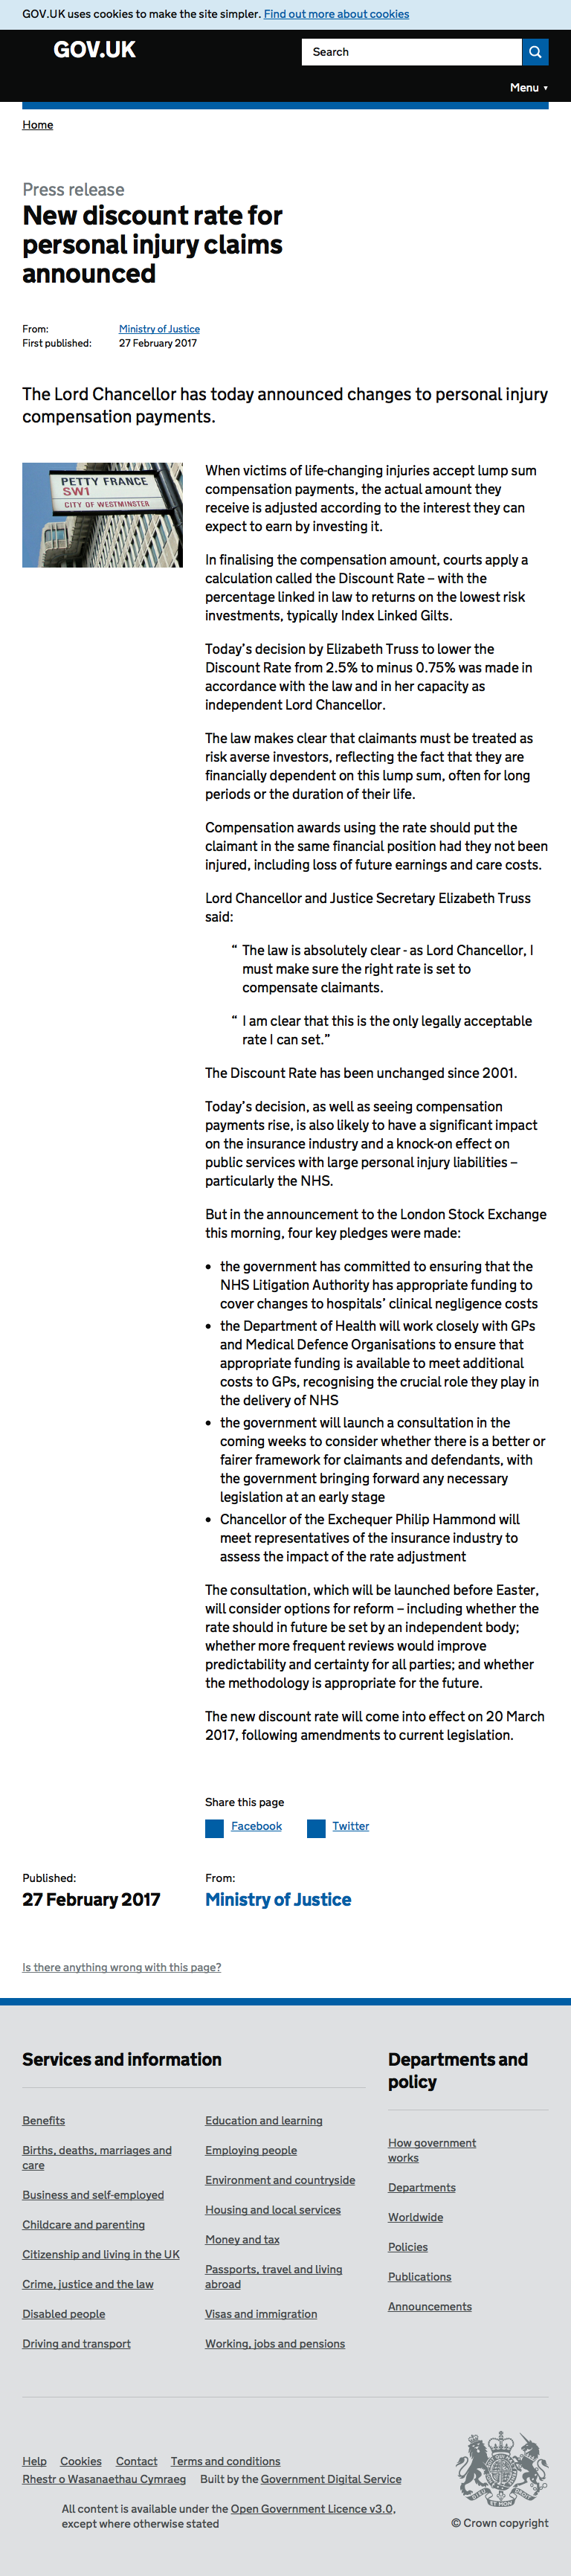 GOV.UK uses cookies to make the site simpler. Find out more about cookies
GOV.UK
Search
Menu ▼
Home
Press release
New discount rate for
personal injury claims
announced
From: Ministry of Justice
First published: 27 February 2017
The Lord Chancellor has today announced changes to personal injury
compensation payments.
PETTY FRANCE
SW1
CITY OF WESTMINSTER
When victims of life-changing injuries accept lump sum
compensation payments, the actual amount they
receive is adjusted according to the interest they can
expect to earn by investing it.
In finalising the compensation amount, courts apply a
calculation called the Discount Rate – with the
percentage linked in law to returns on the lowest risk
investments, typically Index Linked Gilts.
Today's decision by Elizabeth Truss to lower the
Discount Rate from 2.5% to minus 0.75% was made in
accordance with the law and in her capacity as
independent Lord Chancellor.
The law makes clear that claimants must be treated as
risk averse investors, reflecting the fact that they are
financially dependent on this lump sum, often for long
periods or the duration of their life.
Compensation awards using the rate should put the
claimant in the same financial position had they not been
injured, including loss of future earnings and care costs.
Lord Chancellor and Justice Secretary Elizabeth Truss
said:
“ The law is absolutely clear - as Lord Chancellor, I
must make sure the right rate is set to
compensate claimants.
“ I am clear that this is the only legally acceptable
rate I can set.”
The Discount Rate has been unchanged since 2001.
Today's decision, as well as seeing compensation
payments rise, is also likely to have a significant impact
on the insurance industry and a knock-on effect on
public services with large personal injury liabilities –
particularly the NHS.
But in the announcement to the London Stock Exchange
this morning, four key pledges were made:
• the government has committed to ensuring that the
NHS Litigation Authority has appropriate funding to
cover changes to hospitals' clinical negligence costs
• the Department of Health will work closely with GPs
and Medical Defence Organisations to ensure that
appropriate funding is available to meet additional
costs to GPs, recognising the crucial role they play in
the delivery of NHS
• the government will launch a consultation in the
coming weeks to consider whether there is a better or
fairer framework for claimants and defendants, with
the government bringing forward any necessary
legislation at an early stage
• Chancellor of the Exchequer Philip Hammond will
meet representatives of the insurance industry to
assess the impact of the rate adjustment
The consultation, which will be launched before Easter,
will consider options for reform – including whether the
rate should in future be set by an independent body;
whether more frequent reviews would improve
predictability and certainty for all parties; and whether
the methodology is appropriate for the future.
The new discount rate will come into effect on 20 March
2017, following amendments to current legislation.
Share this page
Facebook Twitter
Published: From:
27 February 2017 Ministry of Justice
Is there anything wrong with this page?
Services and information
Benefits
Births, deaths, marriages and
care
Business and self-employed
Childcare and parenting
Citizenship and living in the UK
Crime, justice and the law
Disabled people
Driving and transport
Education and learning
Employing people
Environment and countryside
Housing and local services
Money and tax
Passports, travel and living
abroad
Visas and immigration
Working, jobs and pensions
Departments and
policy
How government
works
Departments
Worldwide
Policies
Publications
Announcements
Help Cookies Contact Terms and conditions
Rhestr o Wasanaethau Cymraeg Built by the Government Digital Service
All content is available under the Open Government Licence v3.0,
except where otherwise stated
© Crown copyright